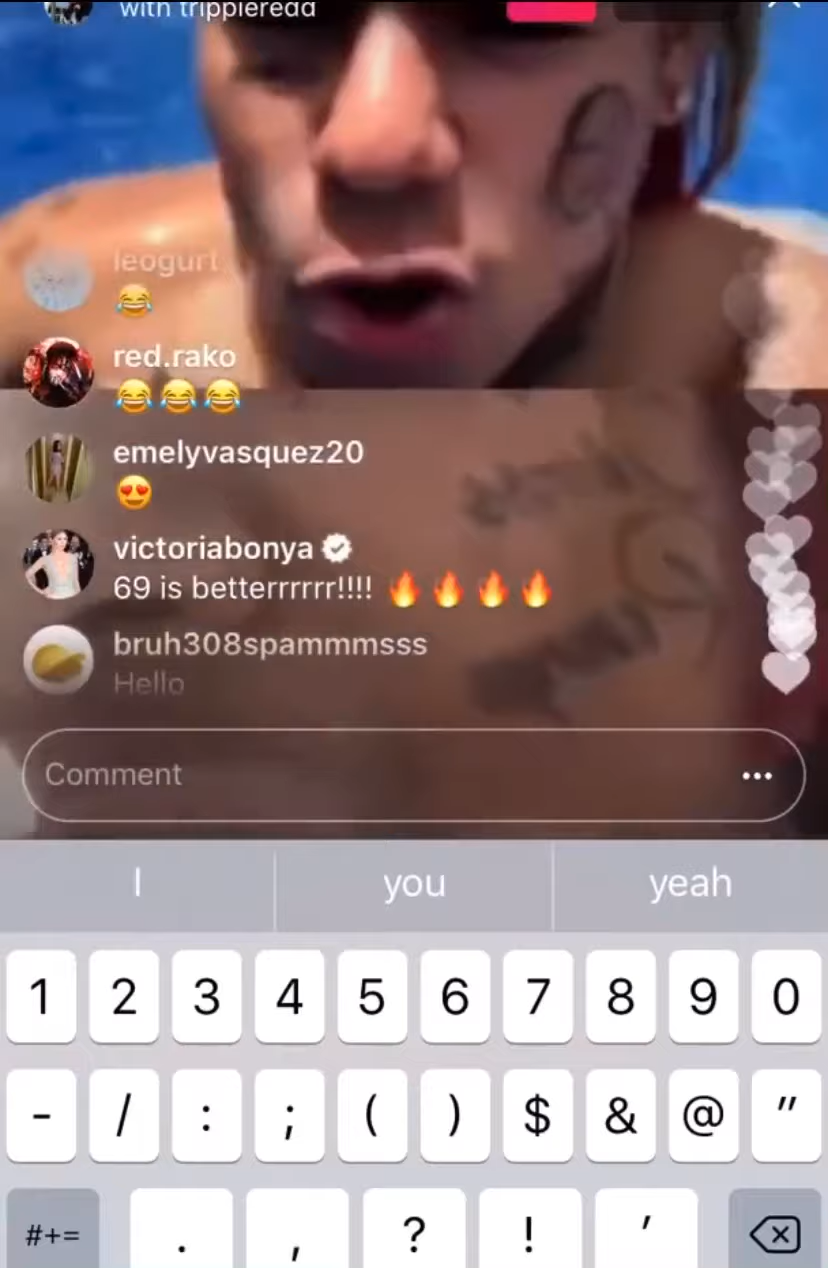 with trippieredd
leogurt
😂
red.rako
😂😂😂
emelyvasquez20
😍
victoriabonya
69 is betterrrrrr!!!! 🔥🔥🔥🔥
bruh308spammmsss
Hello
Comment
I you yeah
1 2 3 4 5 6 7 8 9 0
- / : ; ( ) $ & @ "
#+= . , ? ! '